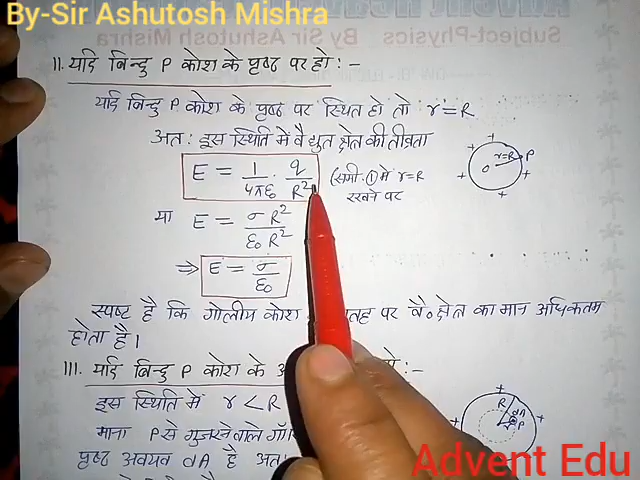 By-Sir Ashutosh Mishra
Subject-Physics By Sir Ashutosh Mishra
II. यदि बिन्दु P कोश के पृष्ठ पर हो :-
यदि बिन्दु P कोश के पृष्ठ पर स्थित हो तो r=R
अतः इस स्थिति में वैद्युत क्षेत्र की तीव्रता
E = 1/4πε₀ · q/R² (समी. ① में r=R
रखने पर
या E = σR²/ε₀R²
⇒ E = σ/ε₀
r=R P
O
स्पष्ट है कि गोलीय कोश पर वै० क्षेत्र का मान अधिकतम
होता है।
III. यदि बिन्दु P कोश के :-
इस स्थिति में r < R
माना P से गुजरने वाले
पृष्ठ अवयव dA है अतः
R dA
P
Advent Edu